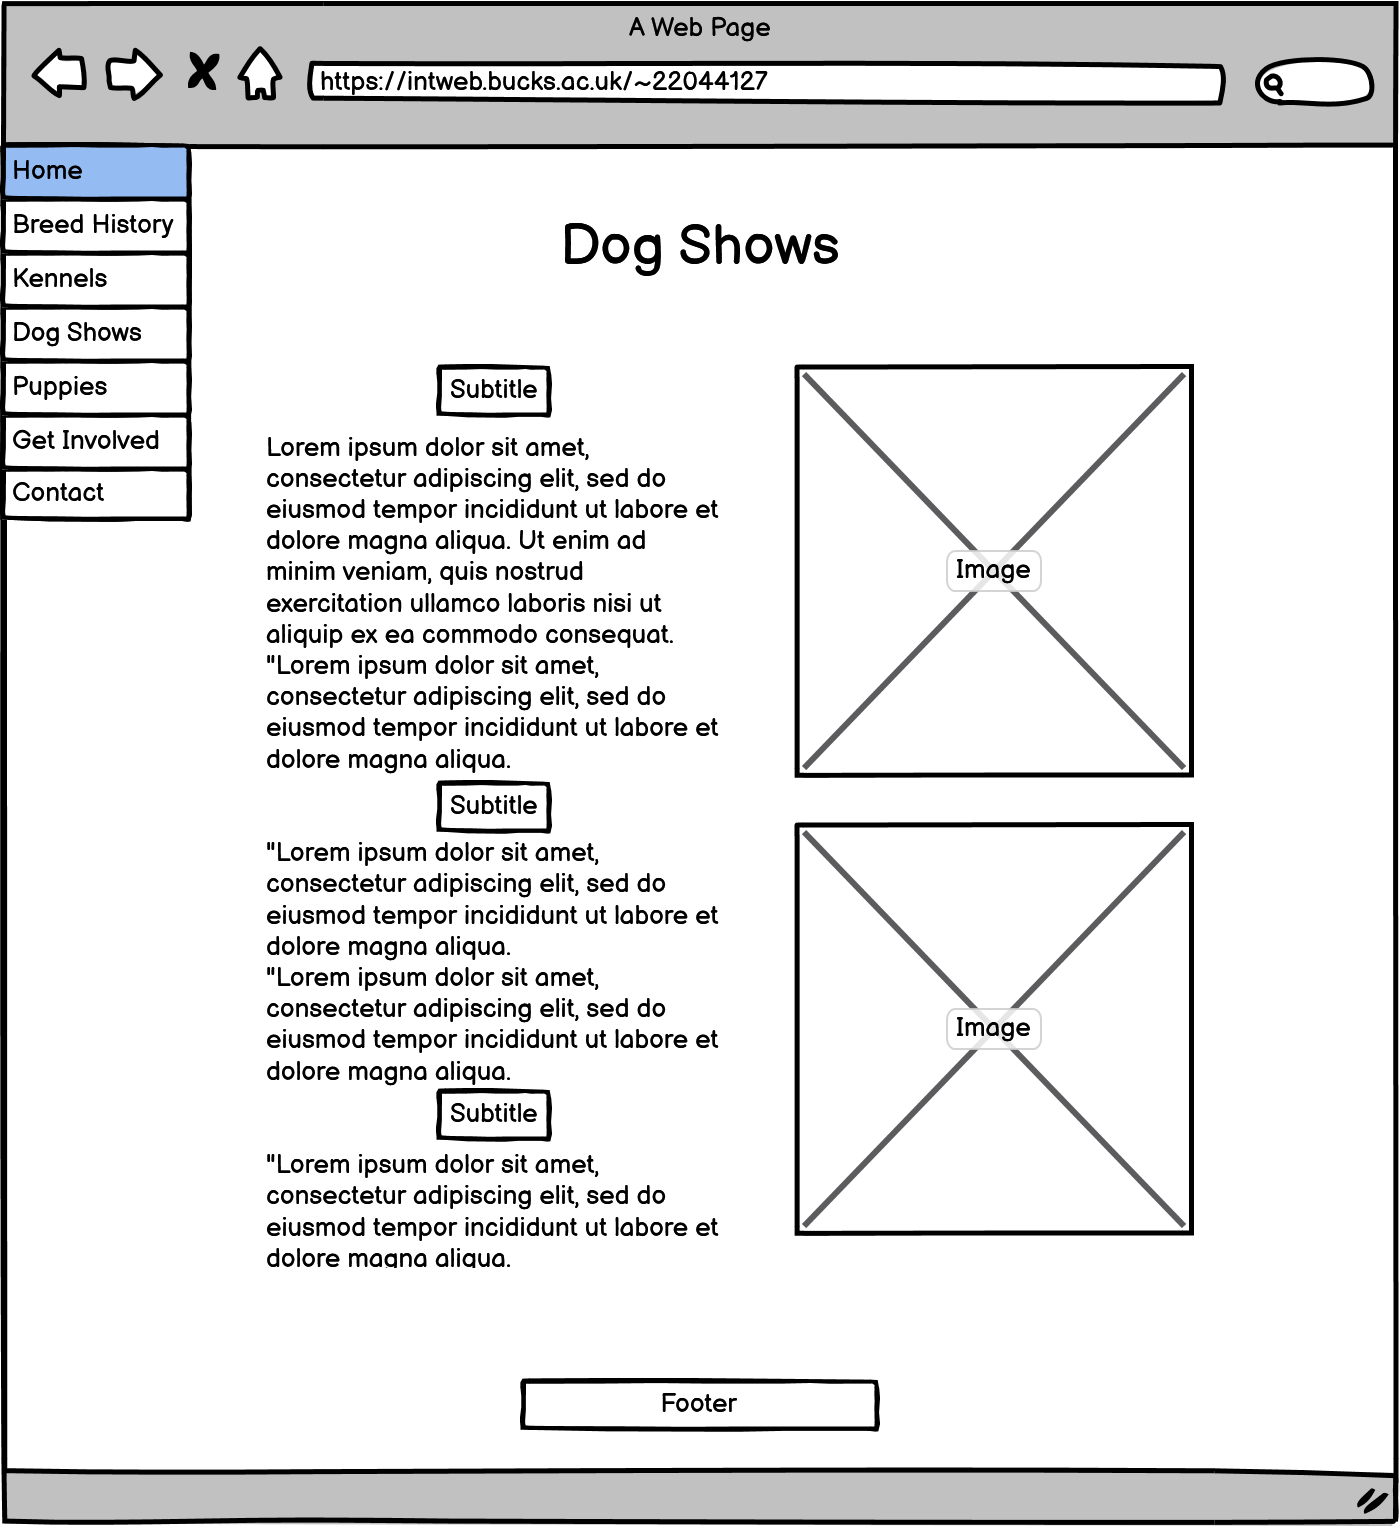 A Web Page
https://intweb.bucks.ac.uk/~22044127
Home
Breed History
Kennels
Dog Shows
Puppies
Get Involved
Contact
Dog Shows
Subtitle
Lorem ipsum dolor sit amet,
consectetur adipiscing elit, sed do
eiusmod tempor incididunt ut labore et
dolore magna aliqua. Ut enim ad
minim veniam, quis nostrud
exercitation ullamco laboris nisi ut
aliquip ex ea commodo consequat.
"Lorem ipsum dolor sit amet,
consectetur adipiscing elit, sed do
eiusmod tempor incididunt ut labore et
dolore magna aliqua.
Subtitle
"Lorem ipsum dolor sit amet,
consectetur adipiscing elit, sed do
eiusmod tempor incididunt ut labore et
dolore magna aliqua.
"Lorem ipsum dolor sit amet,
consectetur adipiscing elit, sed do
eiusmod tempor incididunt ut labore et
dolore magna aliqua.
Subtitle
"Lorem ipsum dolor sit amet,
consectetur adipiscing elit, sed do
eiusmod tempor incididunt ut labore et
dolore magna aliqua.
Image
Image
Footer